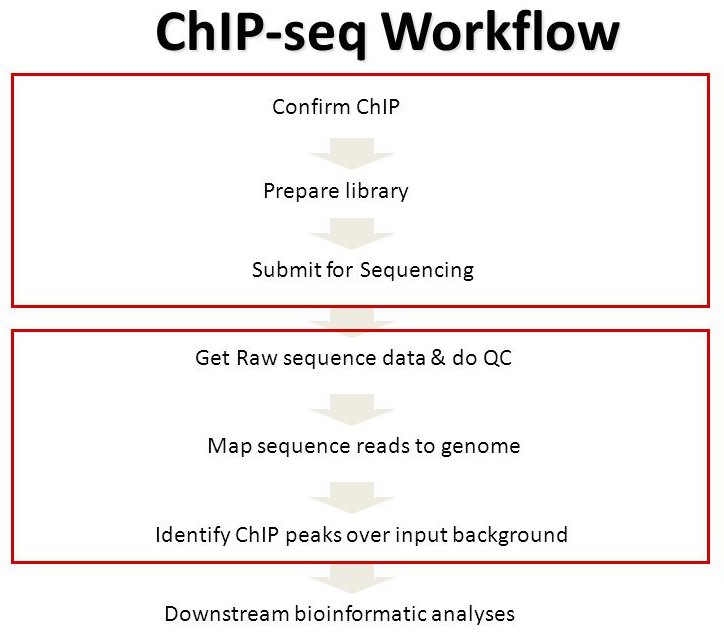 ChIP-seq Workflow
Confirm ChIP
Prepare library
Submit for Sequencing
Get Raw sequence data & do QC
Map sequence reads to genome
Identify ChIP peaks over input background
Downstream bioinformatic analyses